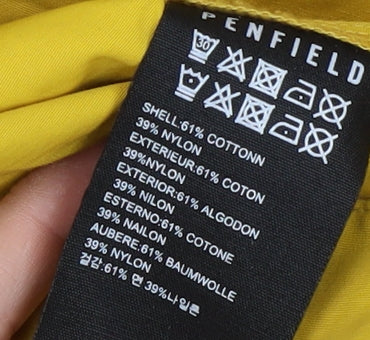 PENFIELD
30
SHELL:61% COTTONN
39% NYLON
EXTERIEUR:61% COTON
39%NYLON
EXTERIOR:61% ALGODON
39% NILON
ESTERNO:61% COTONE
39% NAILON
AUBERE:61% BAUMWOLLE
39% NYLON
겉감:61% 면 39%나일론